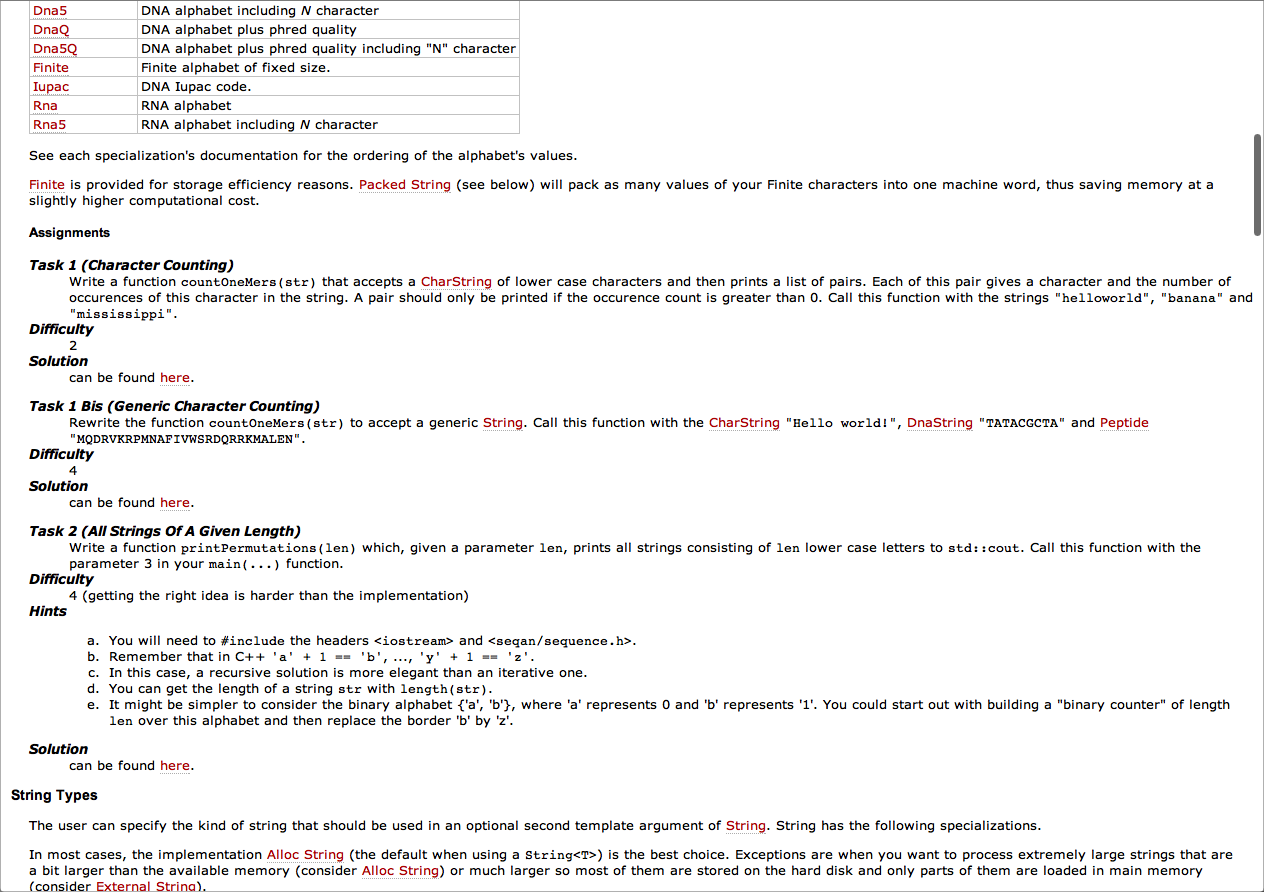 Dna5 DNA alphabet including N character
DnaQ DNA alphabet plus phred quality
Dna5Q DNA alphabet plus phred quality including "N" character
Finite Finite alphabet of fixed size.
Iupac DNA Iupac code.
Rna RNA alphabet
Rna5 RNA alphabet including N character
See each specialization's documentation for the ordering of the alphabet's values.
Finite is provided for storage efficiency reasons. Packed String (see below) will pack as many values of your Finite characters into one machine word, thus saving memory at a
slightly higher computational cost.
Assignments
Task 1 (Character Counting)
Write a function countOneMers(str) that accepts a CharString of lower case characters and then prints a list of pairs. Each of this pair gives a character and the number of
occurences of this character in the string. A pair should only be printed if the occurence count is greater than 0. Call this function with the strings "helloworld", "banana" and
"mississippi".
Difficulty
2
Solution
can be found here.
Task 1 Bis (Generic Character Counting)
Rewrite the function countOneMers(str) to accept a generic String. Call this function with the CharString "Hello world!", DnaString "TATACGCTA" and Peptide
"MQDRVKRPMNAFIVWSRDQRRKMALEN".
Difficulty
4
Solution
can be found here.
Task 2 (All Strings Of A Given Length)
Write a function printPermutations(len) which, given a parameter len, prints all strings consisting of len lower case letters to std::cout. Call this function with the
parameter 3 in your main(...) function.
Difficulty
4 (getting the right idea is harder than the implementation)
Hints
a. You will need to #include the headers <iostream> and <seqan/sequence.h>.
b. Remember that in C++ 'a' + 1 == 'b', ..., 'y' + 1 == 'z'.
c. In this case, a recursive solution is more elegant than an iterative one.
d. You can get the length of a string str with length(str).
e. It might be simpler to consider the binary alphabet {'a', 'b'}, where 'a' represents 0 and 'b' represents '1'. You could start out with building a "binary counter" of length
len over this alphabet and then replace the border 'b' by 'z'.
Solution
can be found here.
String Types
The user can specify the kind of string that should be used in an optional second template argument of String. String has the following specializations.
In most cases, the implementation Alloc String (the default when using a String<T>) is the best choice. Exceptions are when you want to process extremely large strings that are
a bit larger than the available memory (consider Alloc String) or much larger so most of them are stored on the hard disk and only parts of them are loaded in main memory
(consider External String).